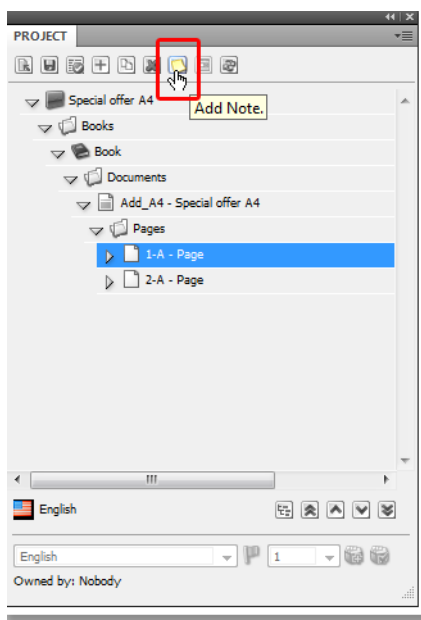 PROJECT
Special offer A4
Add Note.
Books
Book
Documents
Add_A4 - Special offer A4
Pages
1-A - Page
2-A - Page
English
English
1
Owned by: Nobody